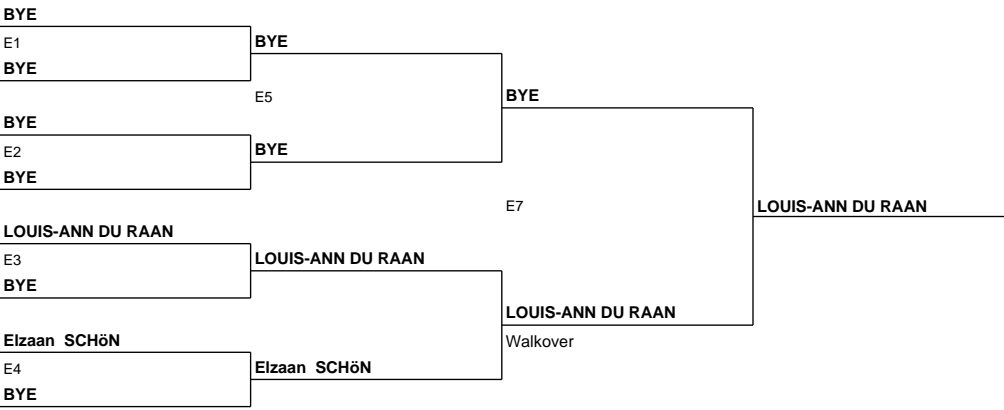 BYE
E1
BYE
BYE
E5
BYE
BYE
E2
BYE
BYE
E7
LOUIS-ANN DU RAAN
LOUIS-ANN DU RAAN
E3
LOUIS-ANN DU RAAN
BYE
LOUIS-ANN DU RAAN
Walkover
Elzaan SCHöN
E4
Elzaan SCHöN
BYE